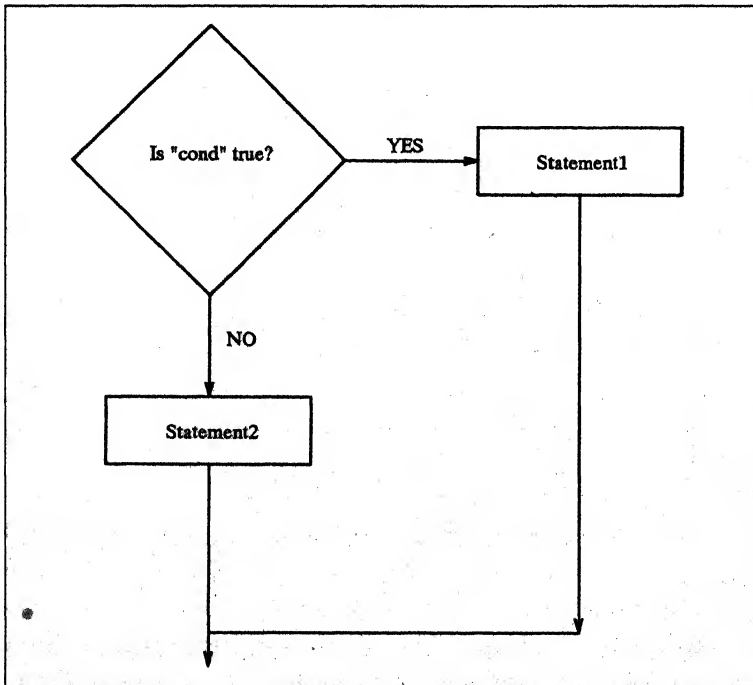 Is "cond" true?
YES
Statement1
NO
Statement2